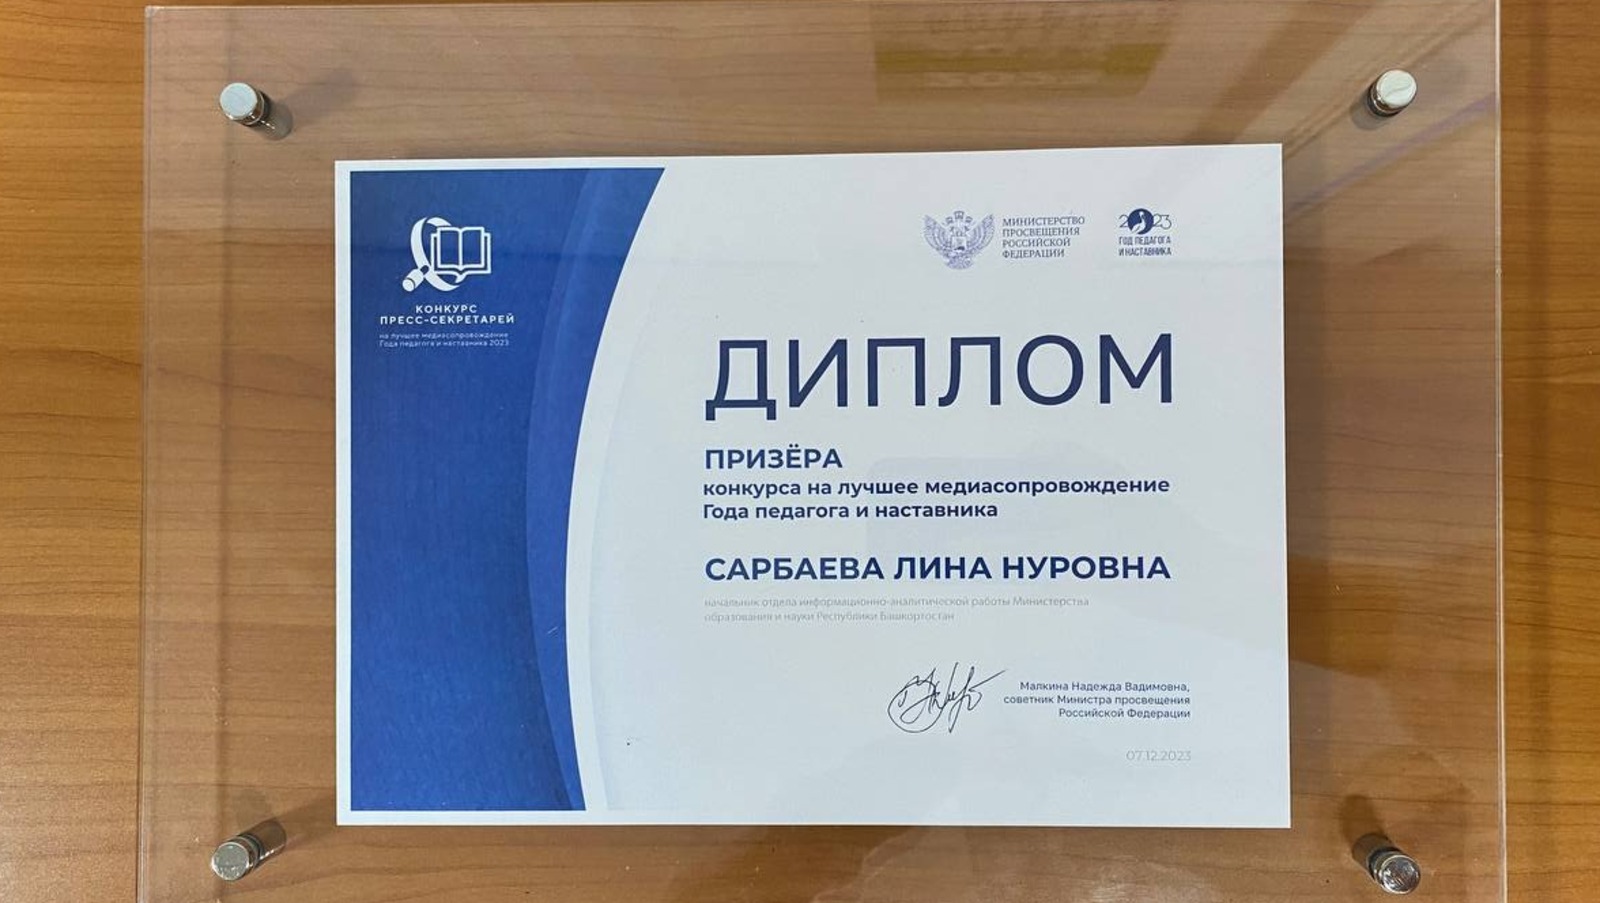 КОНКУРС
ПРЕСС-СЕКРЕТАРЕЙ
на лучшее медиасопровождение
Года педагога и наставника 2023
МИНИСТЕРСТВО
ПРОСВЕЩЕНИЯ
РОССИЙСКОЙ
ФЕДЕРАЦИИ
2023
ГОД ПЕДАГОГА
И НАСТАВНИКА
ДИПЛОМ
ПРИЗЁРА
конкурса на лучшее медиасопровождение
Года педагога и наставника
САРБАЕВА ЛИНА НУРОВНА
начальник отдела информационно-аналитической работы Министерства
образования и науки Республики Башкортостан
Малкина Надежда Вадимовна,
советник Министра просвещения
Российской Федерации
07.12.2023